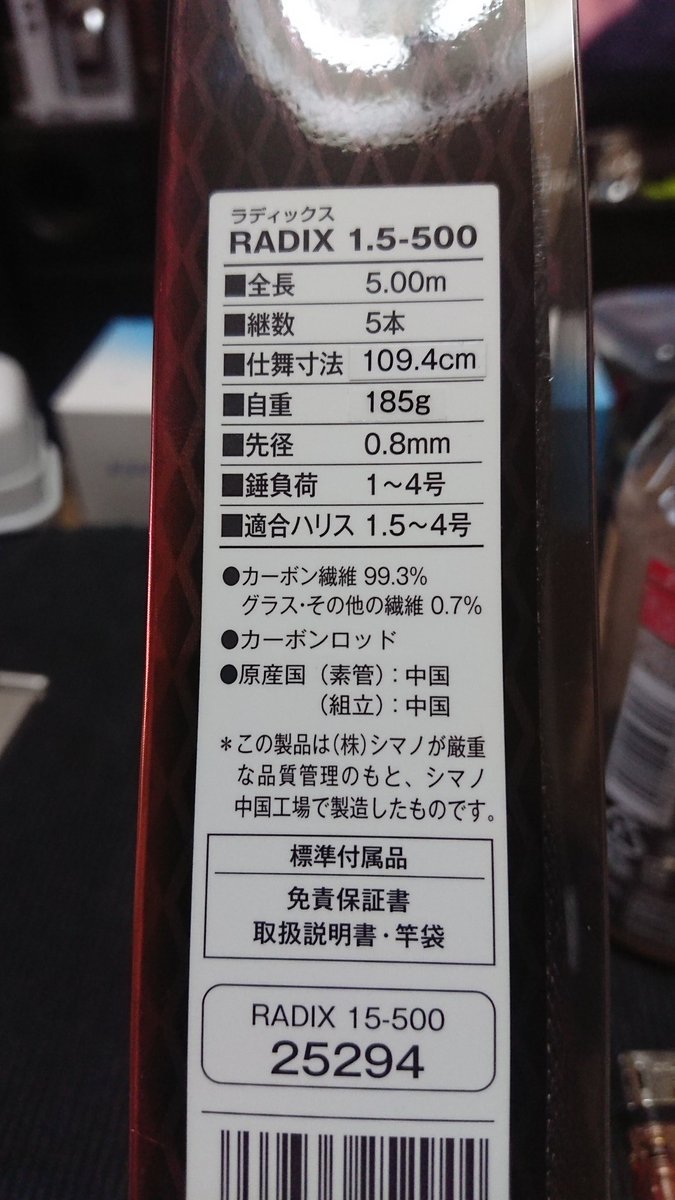 ラディックス
RADIX 1.5-500
■全長 5.00m
■継数 5本
■仕舞寸法 109.4cm
■自重 185g
■先径 0.8mm
■錘負荷 1〜4号
■適合ハリス 1.5〜4号
●カーボン繊維 99.3%
グラス・その他の繊維 0.7%
●カーボンロッド
●原産国（素管）：中国
（組立）：中国
＊この製品は(株)シマノが厳重
な品質管理のもと、シマノ
中国工場で製造したものです。
標準付属品
免責保証書
取扱説明書・竿袋
RADIX 15-500
25294